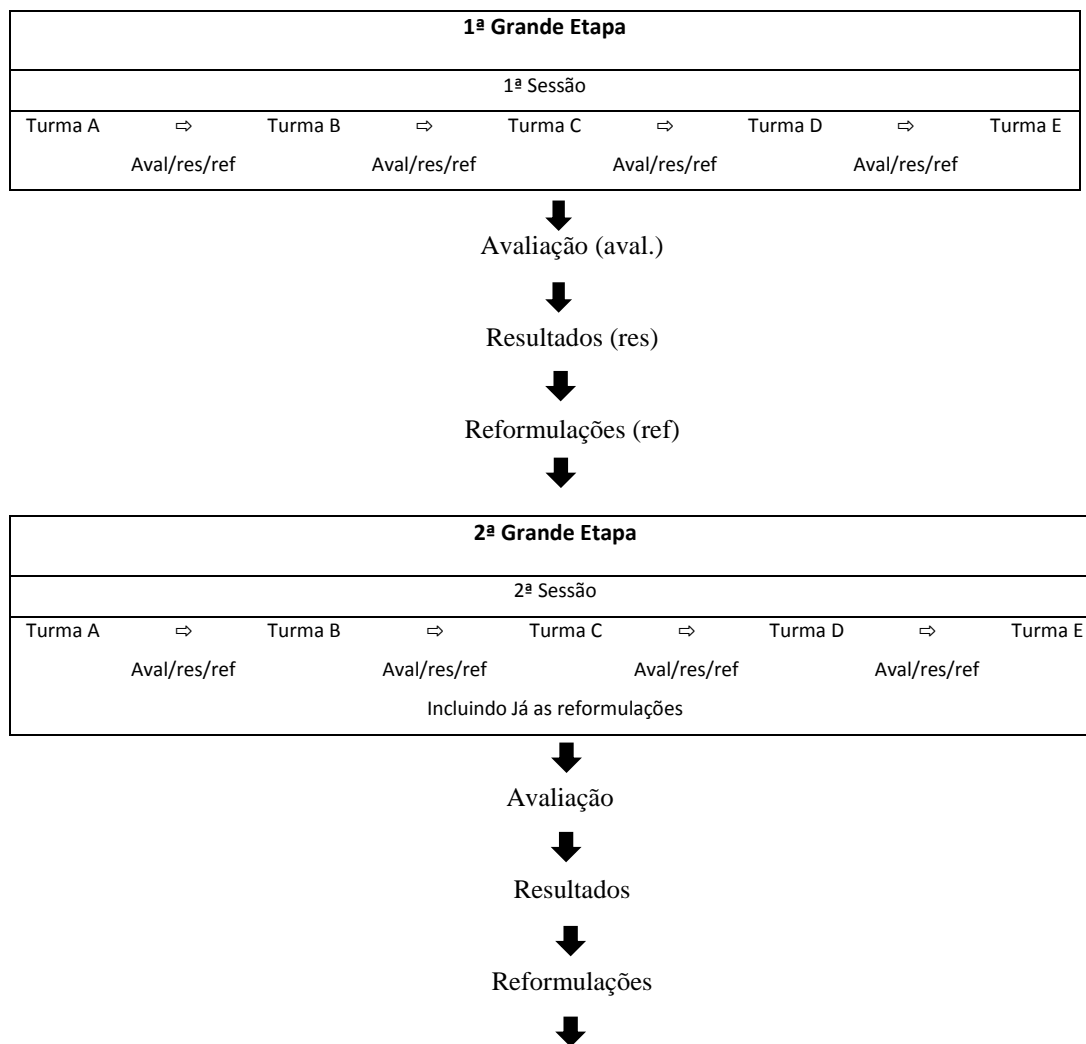 1ª Grande Etapa
1ª Sessão
Turma A ⇨ Turma B ⇨ Turma C ⇨ Turma D ⇨ Turma E
Aval/res/ref Aval/res/ref Aval/res/ref Aval/res/ref
Avaliação (aval.)
Resultados (res)
Reformulações (ref)
2ª Grande Etapa
2ª Sessão
Turma A ⇨ Turma B ⇨ Turma C ⇨ Turma D ⇨ Turma E
Aval/res/ref Aval/res/ref Aval/res/ref Aval/res/ref
Incluindo Já as reformulações
Avaliação
Resultados
Reformulações